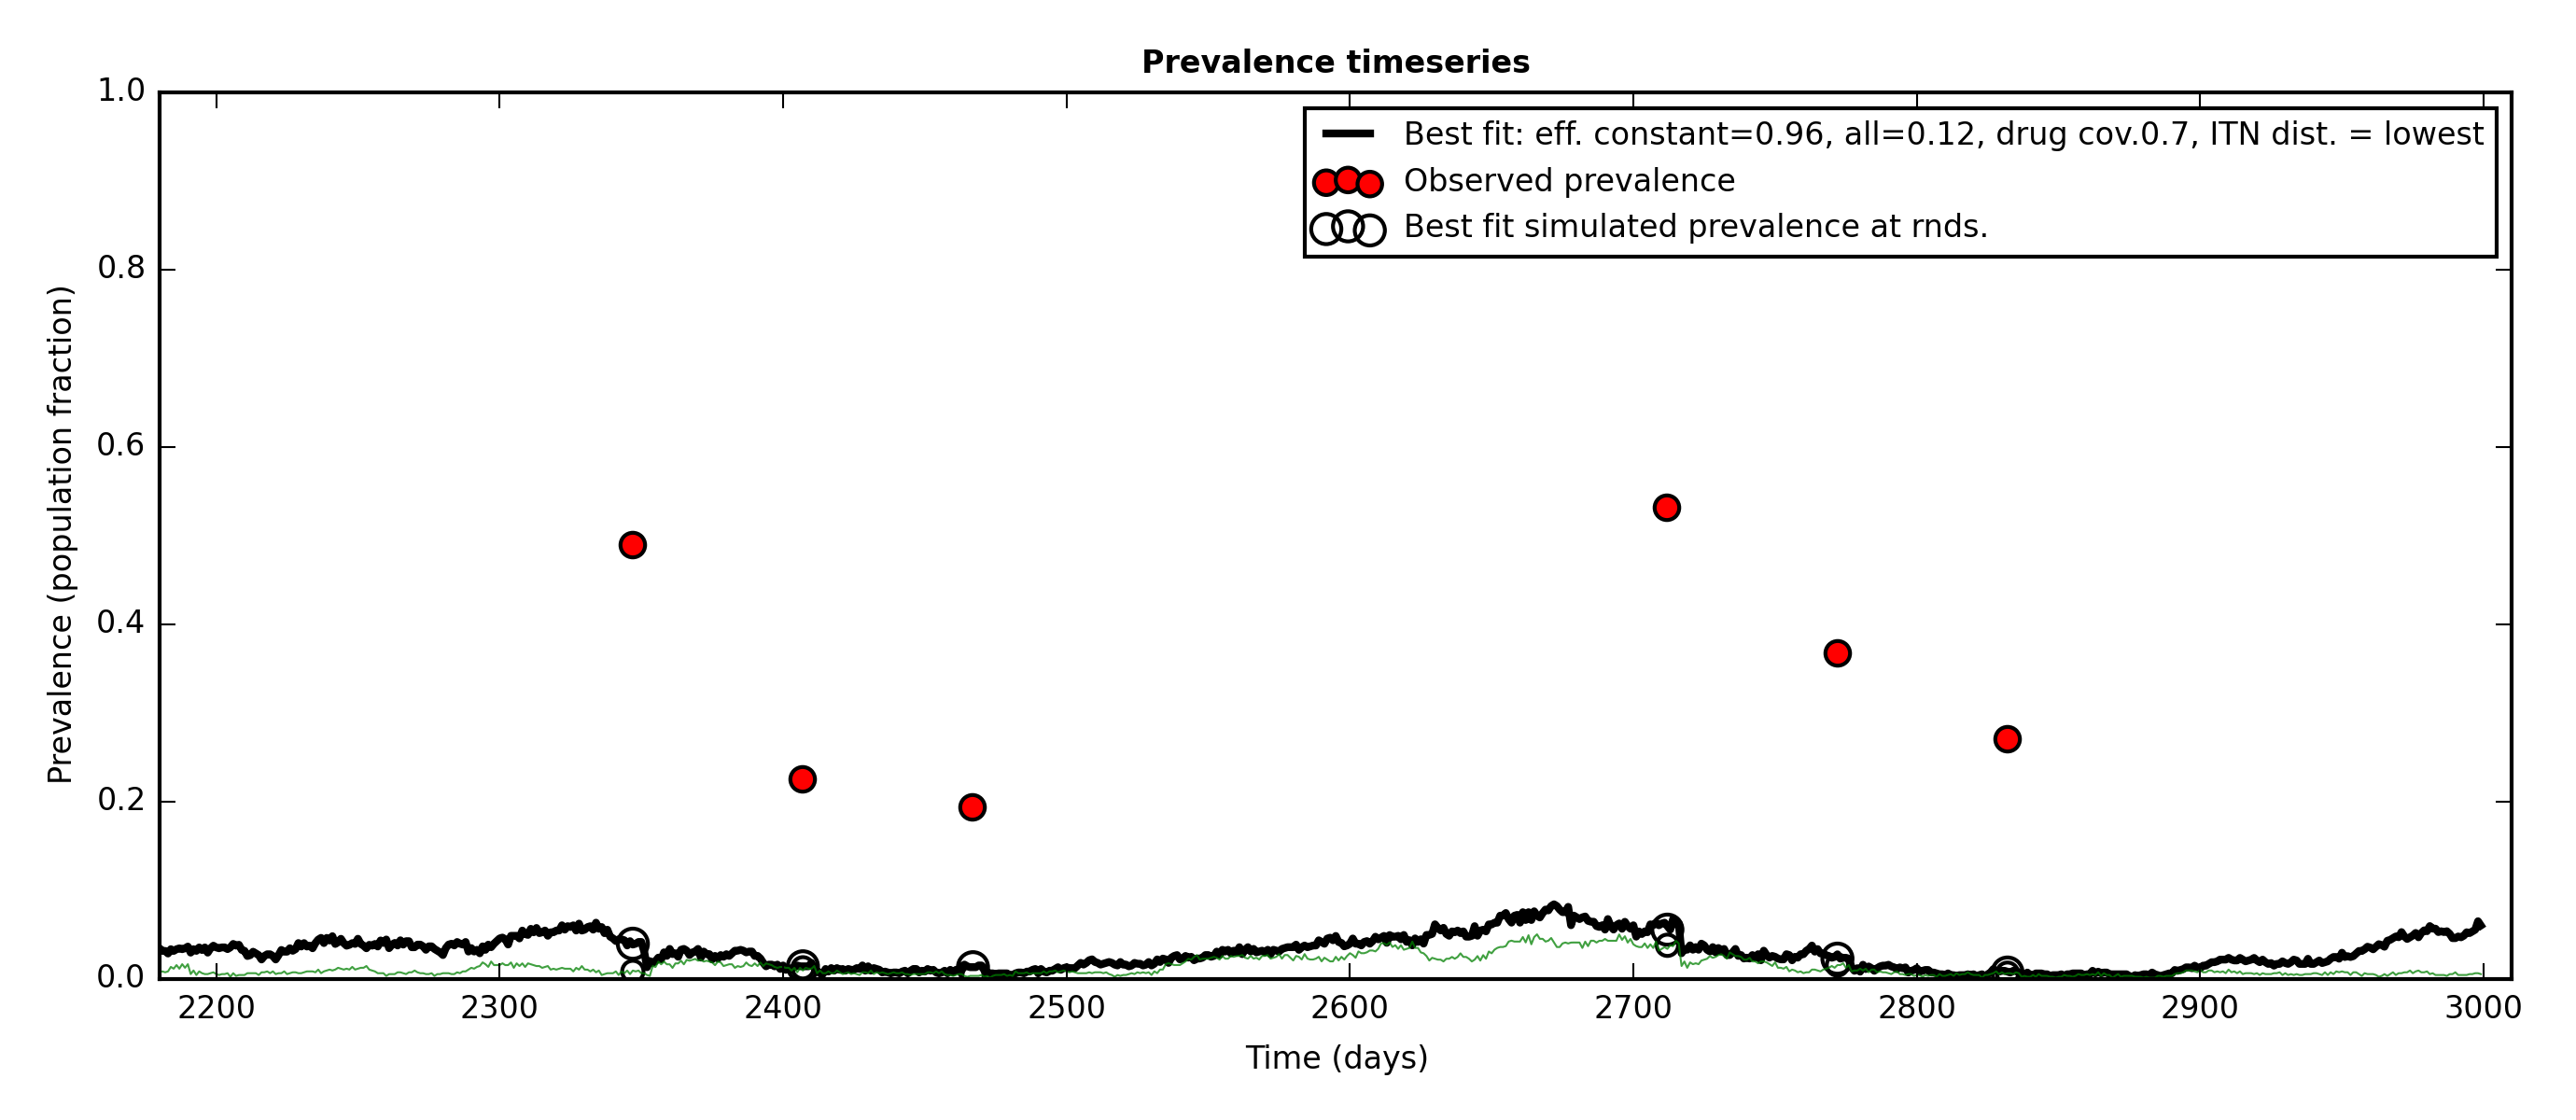 Prevalence timeseries
1.0
0.8
0.6
0.4
0.2
0.0
Prevalence (population fraction)
Best fit: eff. constant=0.96, all=0.12, drug cov.0.7, ITN dist. = lowest
Observed prevalence
Best fit simulated prevalence at rnds.
2200 2300 2400 2500 2600 2700 2800 2900 3000
Time (days)